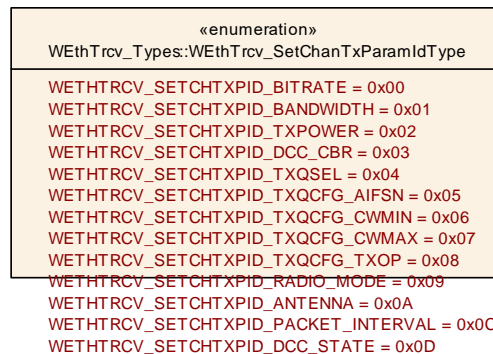 «enumeration»
WEthTrcv_Types::WEthTrcv_SetChanTxParamIdType
WETHTRCV_SETCHTXPID_BITRATE = 0x00
WETHTRCV_SETCHTXPID_BANDWIDTH = 0x01
WETHTRCV_SETCHTXPID_TXPOWER = 0x02
WETHTRCV_SETCHTXPID_DCC_CBR = 0x03
WETHTRCV_SETCHTXPID_TXQSEL = 0x04
WETHTRCV_SETCHTXPID_TXQCFG_AIFSN = 0x05
WETHTRCV_SETCHTXPID_TXQCFG_CWMIN = 0x06
WETHTRCV_SETCHTXPID_TXQCFG_CWMAX = 0x07
WETHTRCV_SETCHTXPID_TXQCFG_TXOP = 0x08
WETHTRCV_SETCHTXPID_RADIO_MODE = 0x09
WETHTRCV_SETCHTXPID_ANTENNA = 0x0A
WETHTRCV_SETCHTXPID_PACKET_INTERVAL = 0x0C
WETHTRCV_SETCHTXPID_DCC_STATE = 0x0D